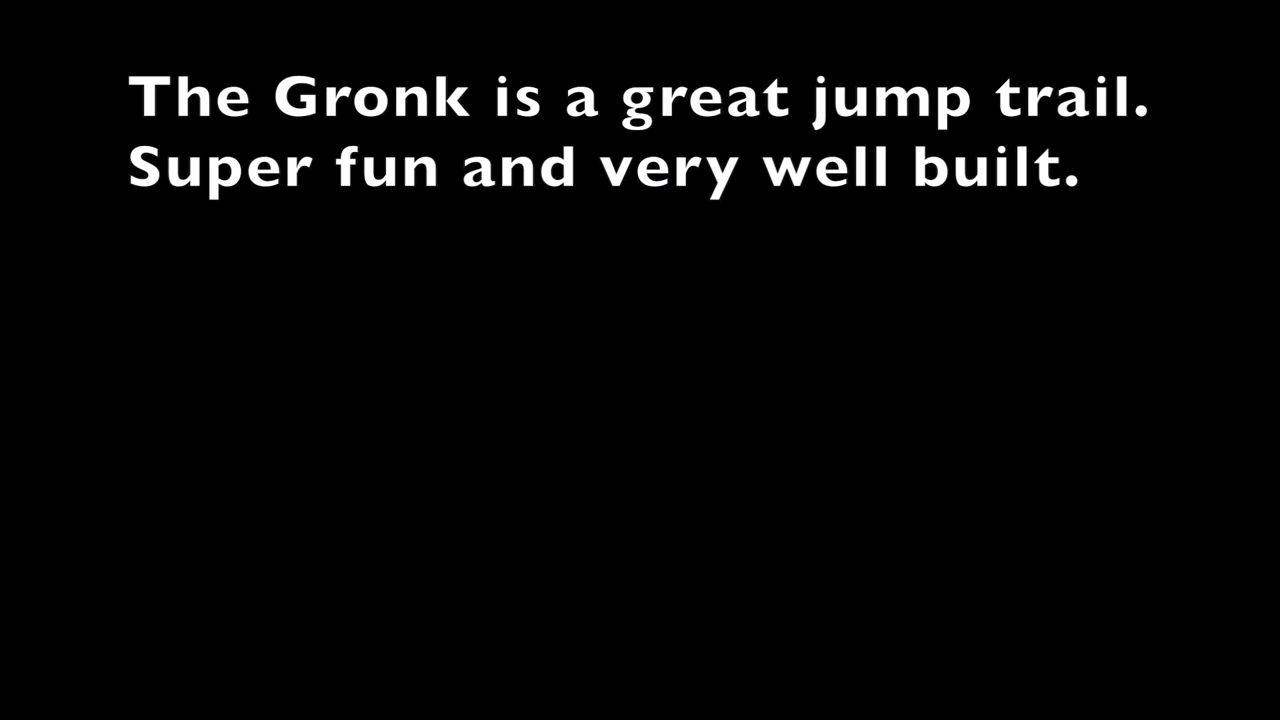 The Gronk is a great jump trail.
Super fun and very well built.